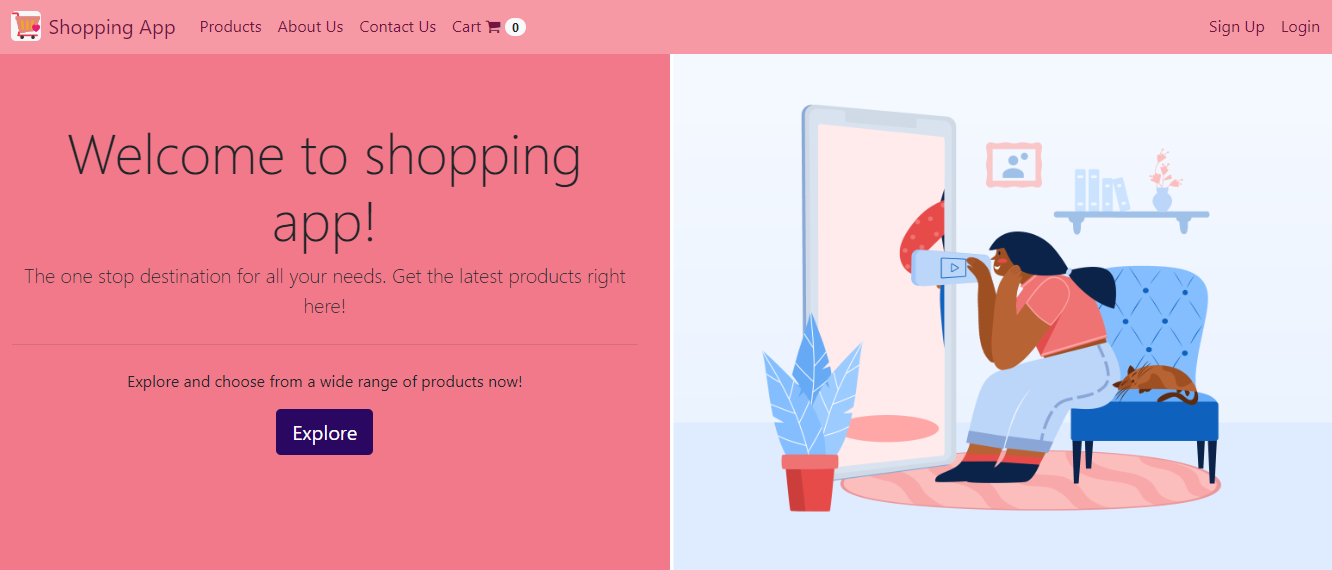 Shopping App Products About Us Contact Us Cart 0 Sign Up Login
Welcome to shopping
app!
The one stop destination for all your needs. Get the latest products right
here!
Explore and choose from a wide range of products now!
Explore